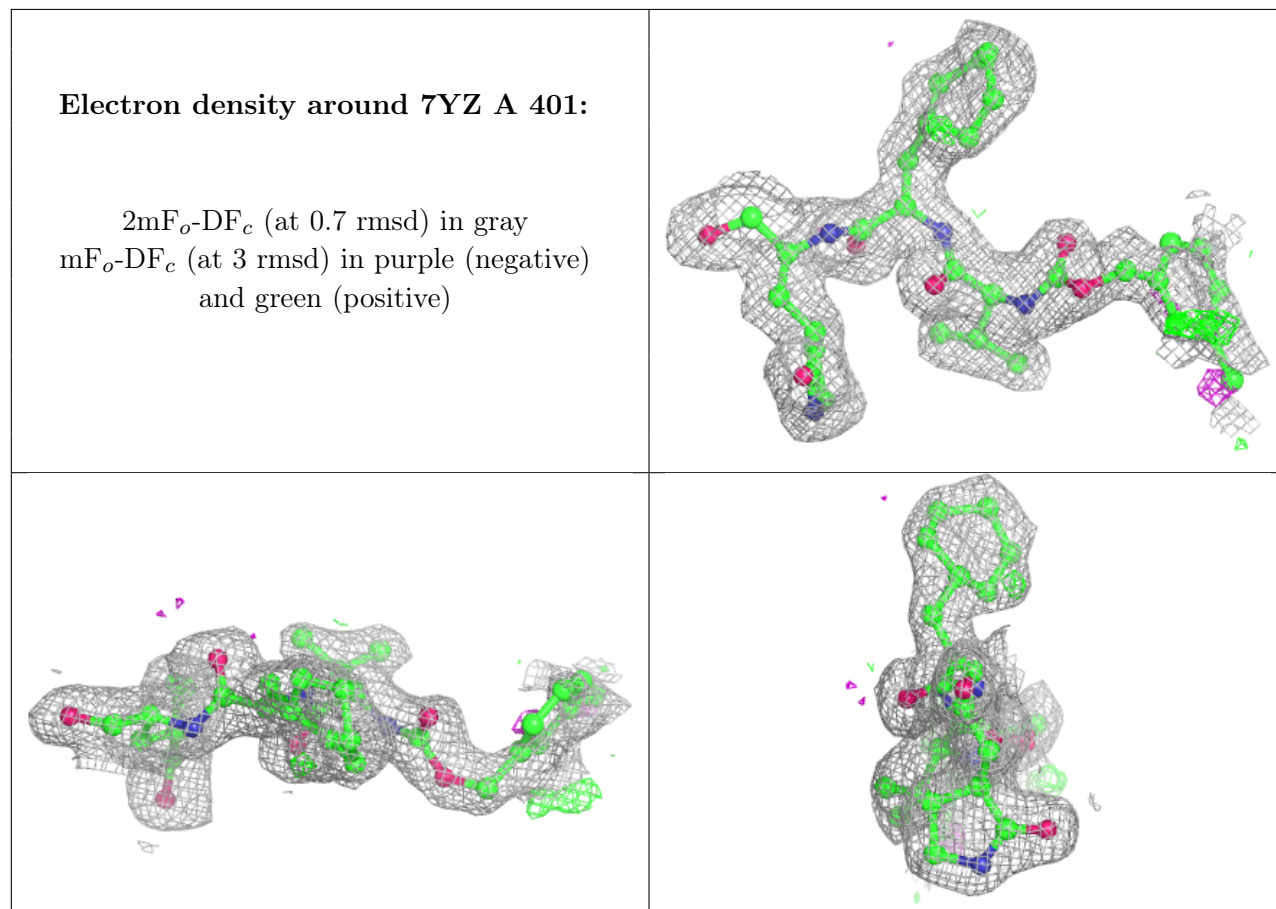 Electron density around 7YZ A 401:
2mFₒ-DF𝒸 (at 0.7 rmsd) in gray
mFₒ-DF𝒸 (at 3 rmsd) in purple (negative)
and green (positive)